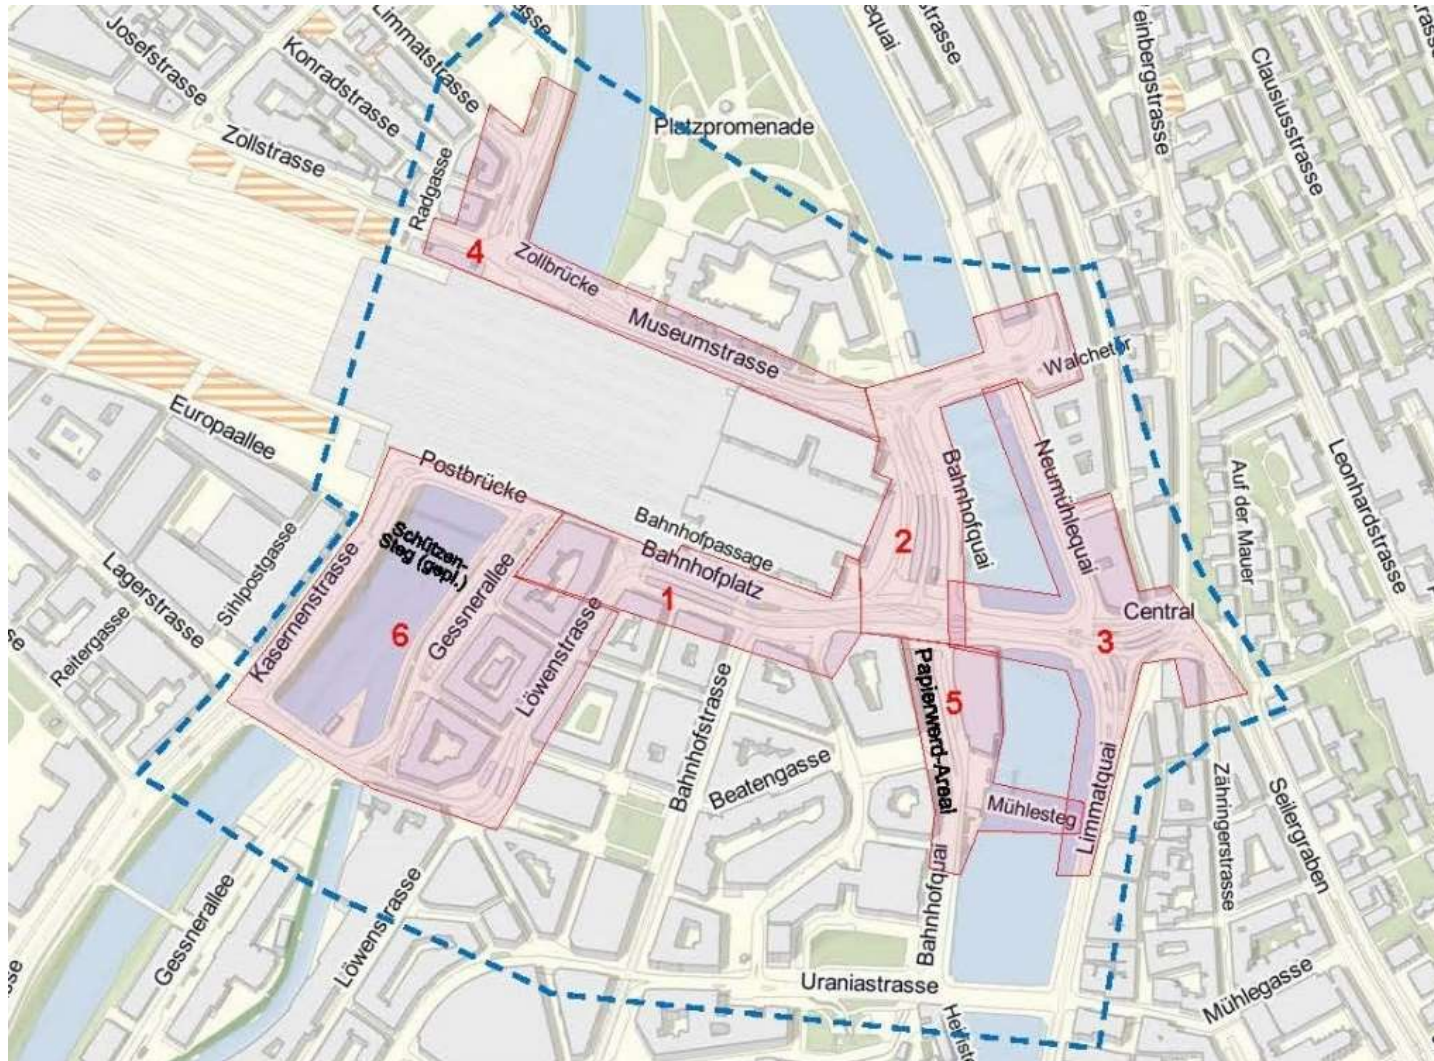 Josefstrasse
Konradstrasse
Limmatstrasse
Zollstrasse
Radgasse
Platzpromenade
Clausiusstrasse
4
Zollbrücke
Museumstrasse
Walchetor
Europaallee
Postbrücke
Bahnhofquai
Neumühlequai
Auf der Mauer
Leonhardstrasse
Schützen-
Steg (gepl.)
Bahnhofpassage
Bahnhofplatz
2
Lagerstrasse
Sihlpostgasse
Kasernenstrasse
Gessnerallee
1
Central
3
Reitergasse
6
Löwenstrasse
Papierwerd-Areal
5
Bahnhofstrasse
Beatengasse
Mühlesteg
Limmatquai
Zähringerstrasse
Seilergraben
Gessnerallee
Löwenstrasse
Bahnhofquai
Uraniastrasse
Mühlegasse